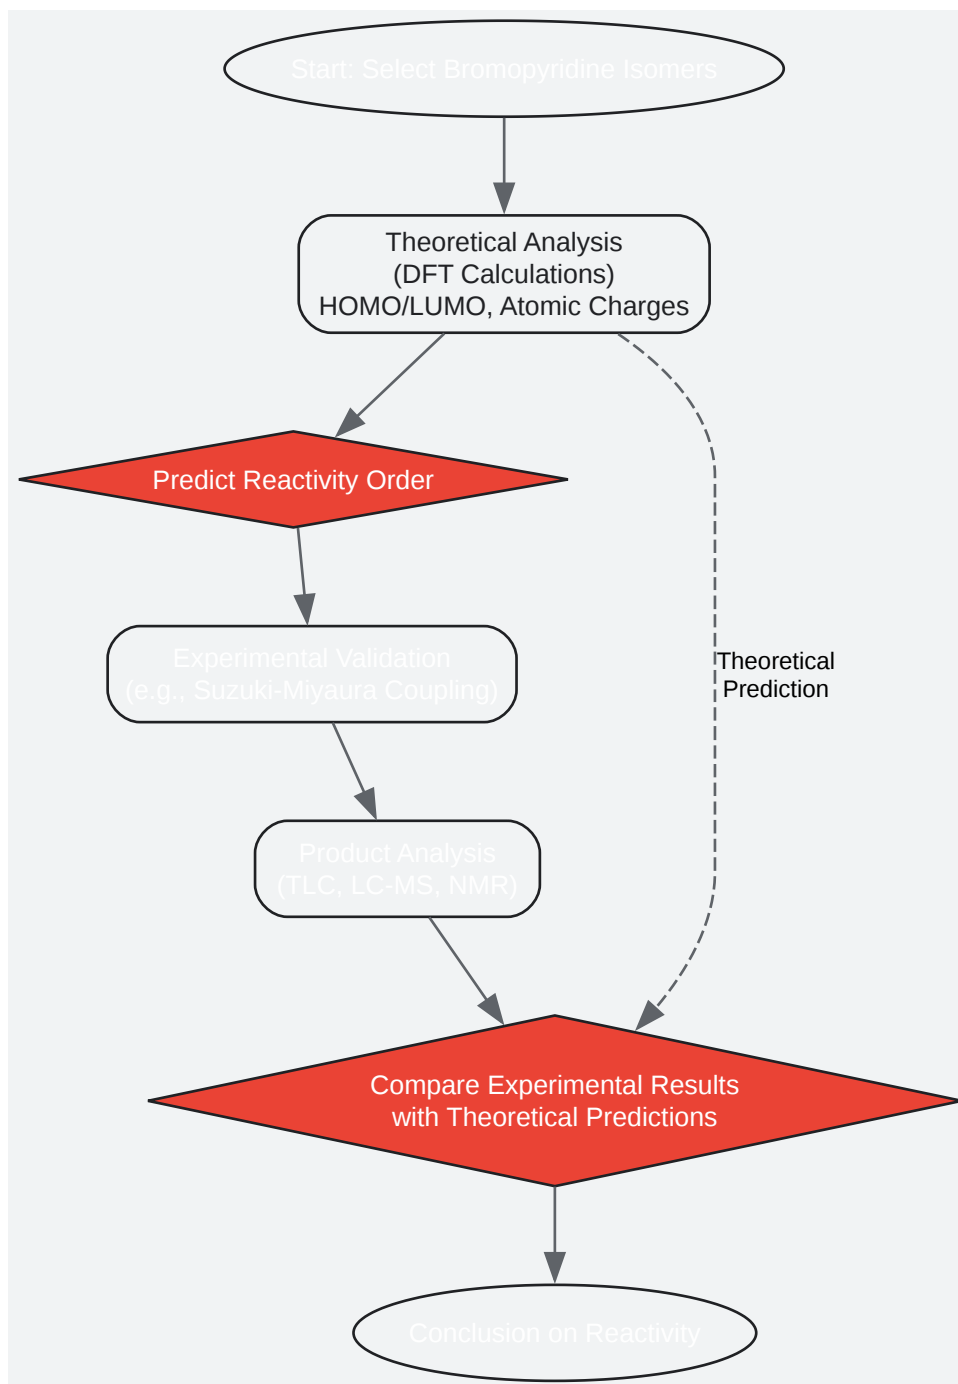 Start: Select Bromopyridine Isomers
Theoretical Analysis
(DFT Calculations)
HOMO/LUMO, Atomic Charges
Predict Reactivity Order
Experimental Validation
(e.g., Suzuki-Miyaura Coupling)
Theoretical
Prediction
Product Analysis
(TLC, LC-MS, NMR)
Compare Experimental Results
with Theoretical Predictions
Conclusion on Reactivity